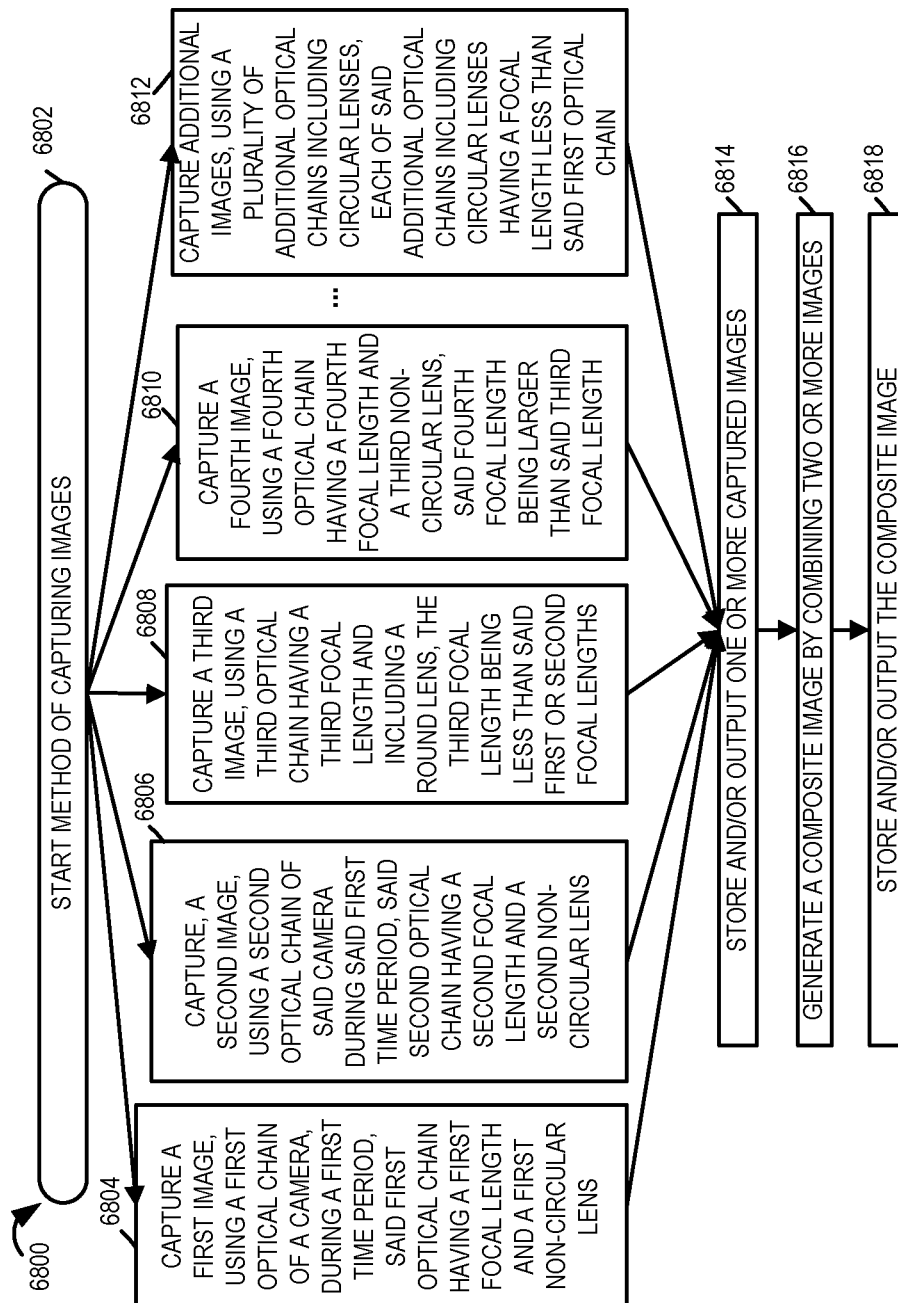 6800
START METHOD OF CAPTURING IMAGES
6802
6804
CAPTURE A
FIRST IMAGE,
USING A FIRST
OPTICAL CHAIN
OF A CAMERA,
DURING A FIRST
TIME PERIOD,
SAID FIRST
OPTICAL CHAIN
HAVING A FIRST
FOCAL LENGTH
AND A FIRST
NON-CIRCULAR
LENS
6806
CAPTURE, A
SECOND IMAGE,
USING A SECOND
OPTICAL CHAIN OF
SAID CAMERA
DURING SAID FIRST
TIME PERIOD, SAID
SECOND OPTICAL
CHAIN HAVING A
SECOND FOCAL
LENGTH AND A
SECOND NON-
CIRCULAR LENS
6808
CAPTURE A THIRD
IMAGE, USING A
THIRD OPTICAL
CHAIN HAVING A
THIRD FOCAL
LENGTH AND
INCLUDING A
ROUND LENS, THE
THIRD FOCAL
LENGTH BEING
LESS THAN SAID
FIRST OR SECOND
FOCAL LENGTHS
6810
CAPTURE A
FOURTH IMAGE,
USING A FOURTH
OPTICAL CHAIN
HAVING A FOURTH
FOCAL LENGTH AND
A THIRD NON-
CIRCULAR LENS,
SAID FOURTH
FOCAL LENGTH
BEING LARGER
THAN SAID THIRD
FOCAL LENGTH
...
6812
CAPTURE ADDITIONAL
IMAGES, USING A
PLURALITY OF
ADDITIONAL OPTICAL
CHAINS INCLUDING
CIRCULAR LENSES,
EACH OF SAID
ADDITIONAL OPTICAL
CHAINS INCLUDING
CIRCULAR LENSES
HAVING A FOCAL
LENGTH LESS THAN
SAID FIRST OPTICAL
CHAIN
6814
STORE AND/OR OUTPUT ONE OR MORE CAPTURED IMAGES
6816
GENERATE A COMPOSITE IMAGE BY COMBINING TWO OR MORE IMAGES
6818
STORE AND/OR OUTPUT THE COMPOSITE IMAGE